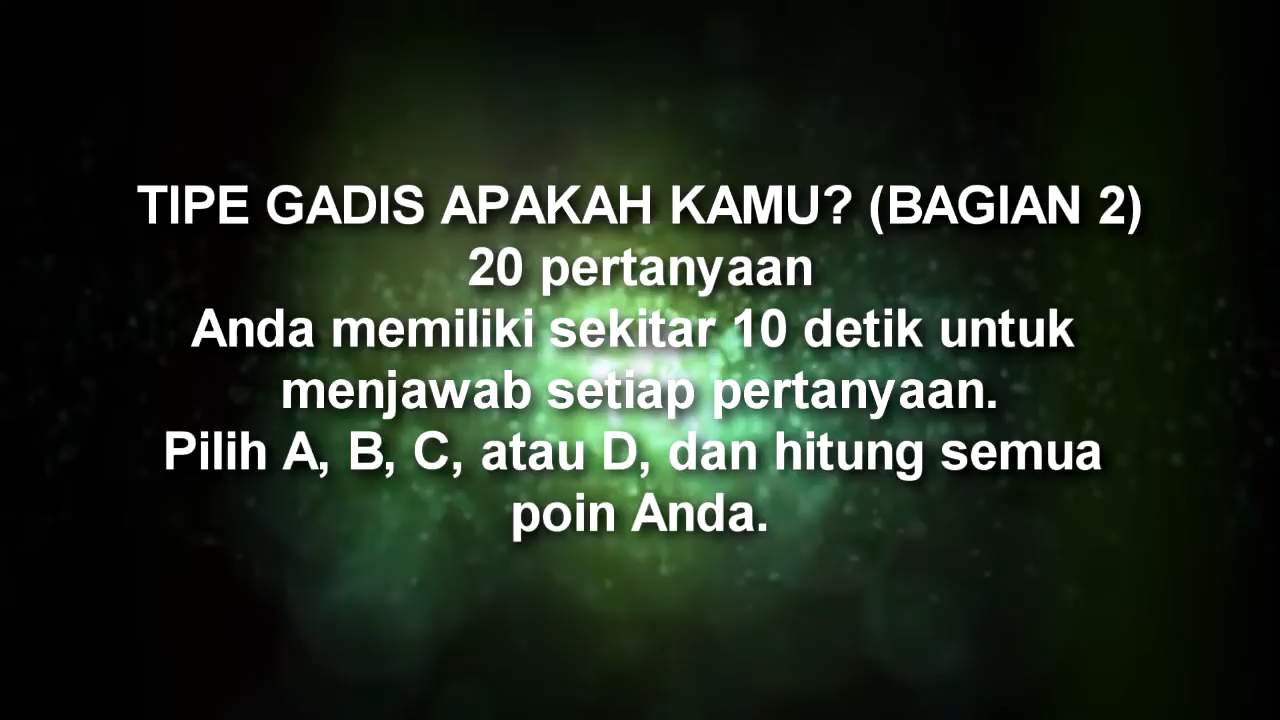 TIPE GADIS APAKAH KAMU? (BAGIAN 2)
20 pertanyaan
Anda memiliki sekitar 10 detik untuk
menjawab setiap pertanyaan.
Pilih A, B, C, atau D, dan hitung semua
poin Anda.